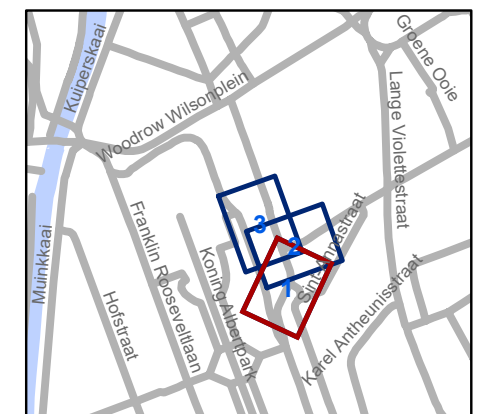 Groene Ooie
Kuiperskaai
Woodrow Wilsonplein
Lange Violettestraat
Sint-Annastraat
3
2
1
Muinkkaai
Franklin Rooseveltlaan
Koning Albertpark
Hofstraat
Karel Antheunisstraat